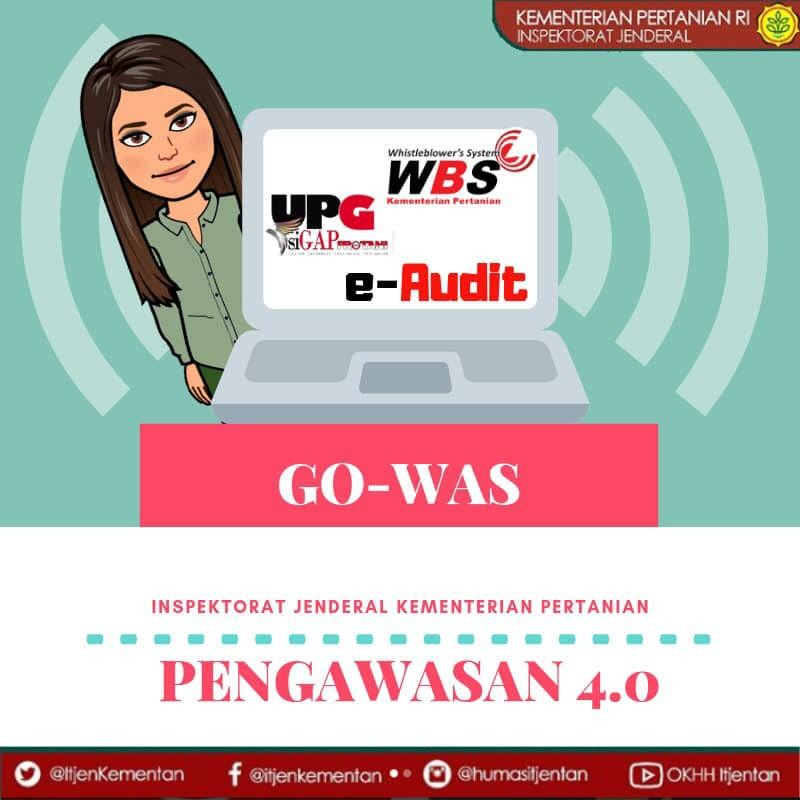 KEMENTERIAN PERTANIAN RI
INSPEKTORAT JENDERAL
Whistleblower's System
WBS
Kementerian Pertanian
UPG
siGAP
e-Audit
GO-WAS
INSPEKTORAT JENDERAL KEMENTERIAN PERTANIAN
PENGAWASAN 4.0
@ItjenKementan
@itjenkementan
@humasitjentan
OKHH Itjentan